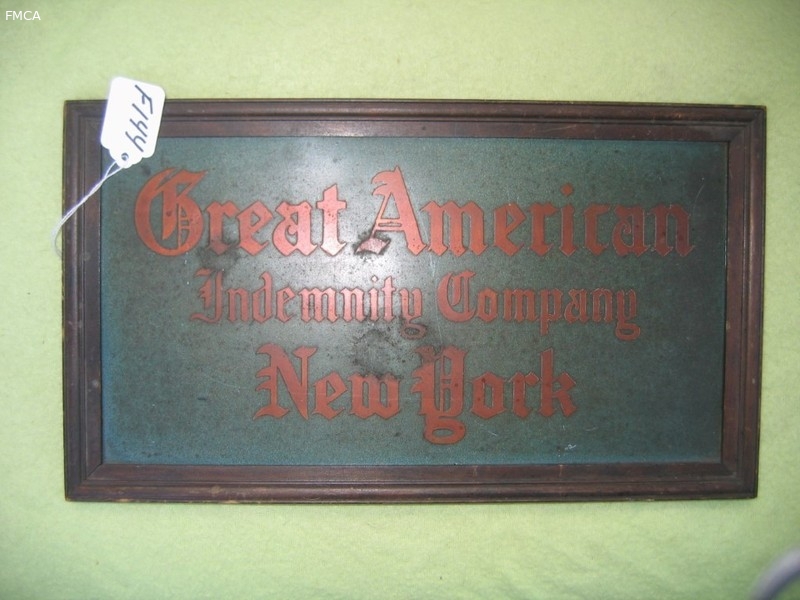 FMCA
F144
Great American
Indemnity Company
New York